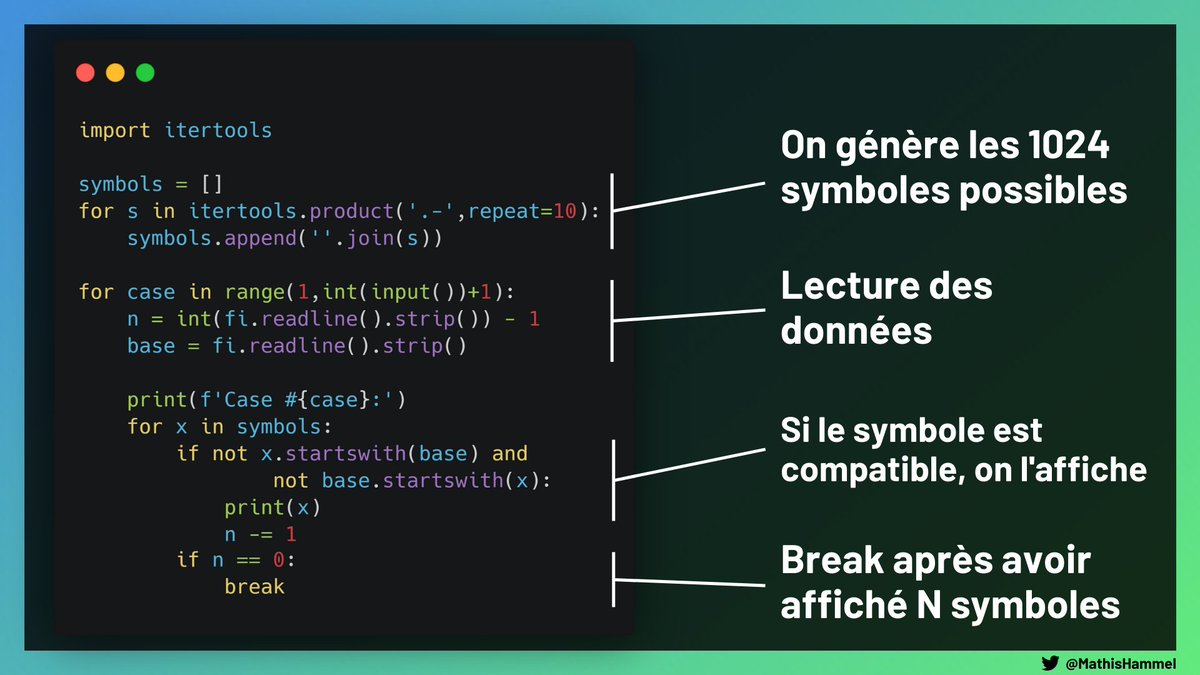 import itertools
symbols = []
for s in itertools.product('.-',repeat=10):
    symbols.append(''.join(s))
for case in range(1,int(input())+1):
    n = int(fi.readline().strip()) - 1
    base = fi.readline().strip()
    print(f'Case #{case}:')
    for x in symbols:
        if not x.startswith(base) and
                not base.startswith(x):
            print(x)
            n -= 1
        if n == 0:
            break
On génère les 1024
symboles possibles
Lecture des
données
Si le symbole est
compatible, on l'affiche
Break après avoir
affiché N symboles
@MathisHammel